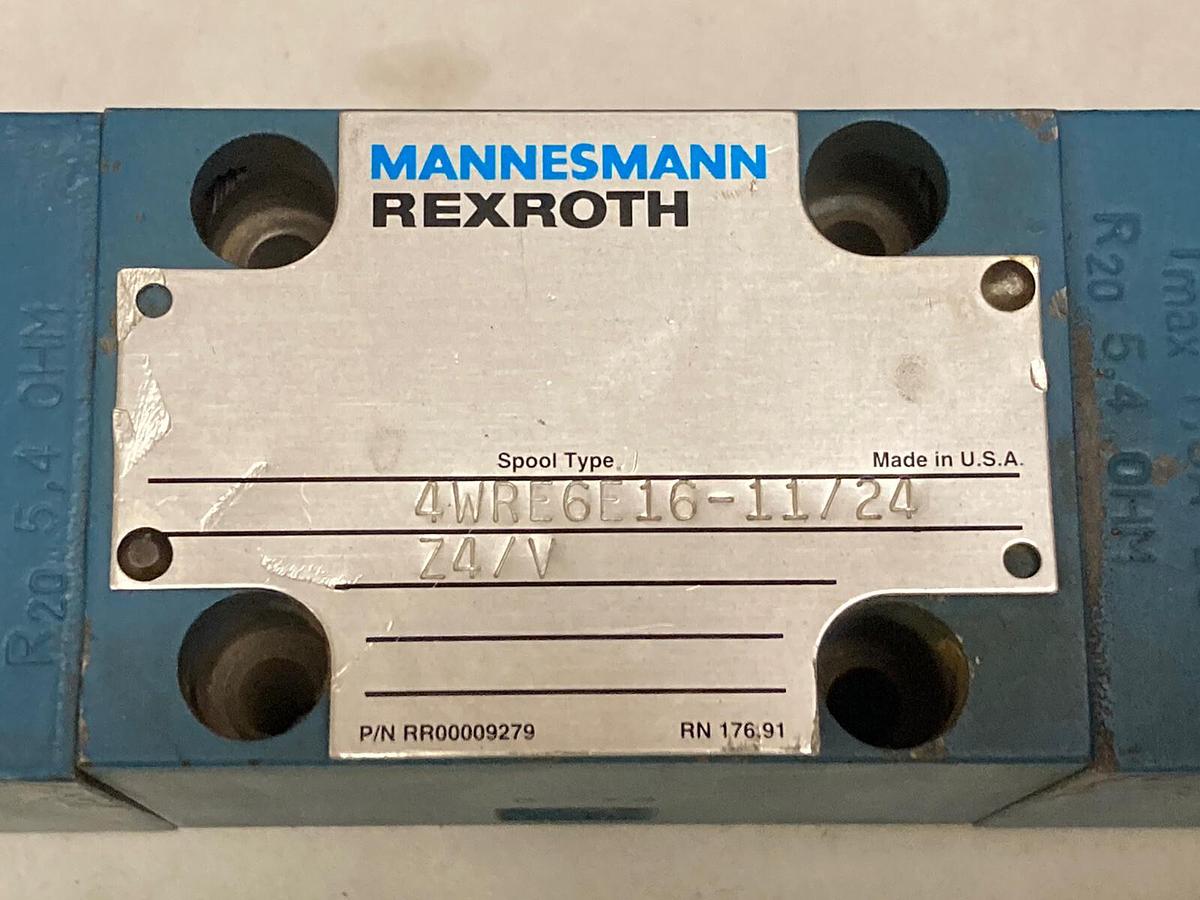 MANNESMANN
REXROTH
Spool Type
Made in U.S.A.
4WRE6E16-11/24
Z4/V
P/N RR00009279
RN 176.91
R20 5,4 OHM
R20 5,4 OHM
Imax